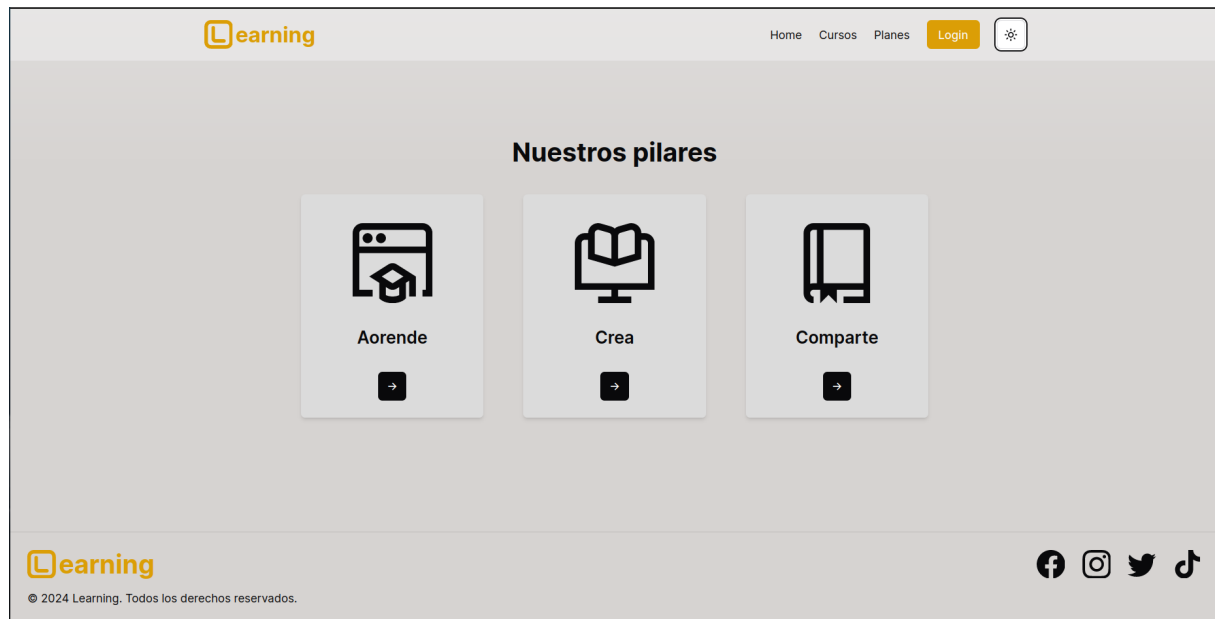 Learning
Home Cursos Planes Login
Nuestros pilares
Aorende Crea Comparte
Learning
© 2024 Learning. Todos los derechos reservados.